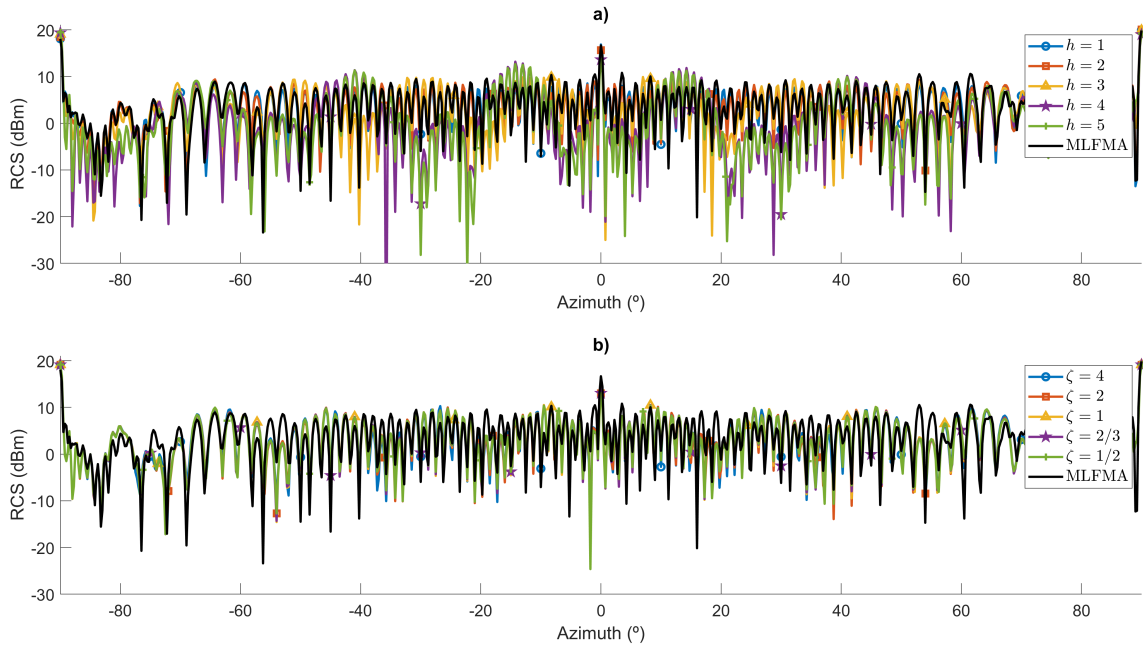 a)
20
10
0
-10
-20
-30
RCS (dBm)
-80 -60 -40 -20 0 20 40 60 80
Azimuth (º)
h = 1
h = 2
h = 3
h = 4
h = 5
MLFMA
b)
20
10
0
-10
-20
-30
RCS (dBm)
-80 -60 -40 -20 0 20 40 60 80
Azimuth (º)
ζ = 4
ζ = 2
ζ = 1
ζ = 2/3
ζ = 1/2
MLFMA